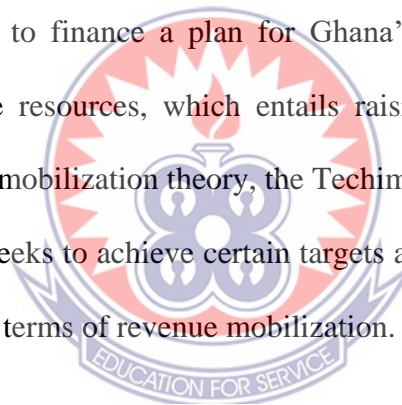 to finance a plan for Ghana’
resources, which entails rais
mobilization theory, the Techim
eeks to achieve certain targets a
terms of revenue mobilization.
EDUCATION FOR SERVICE